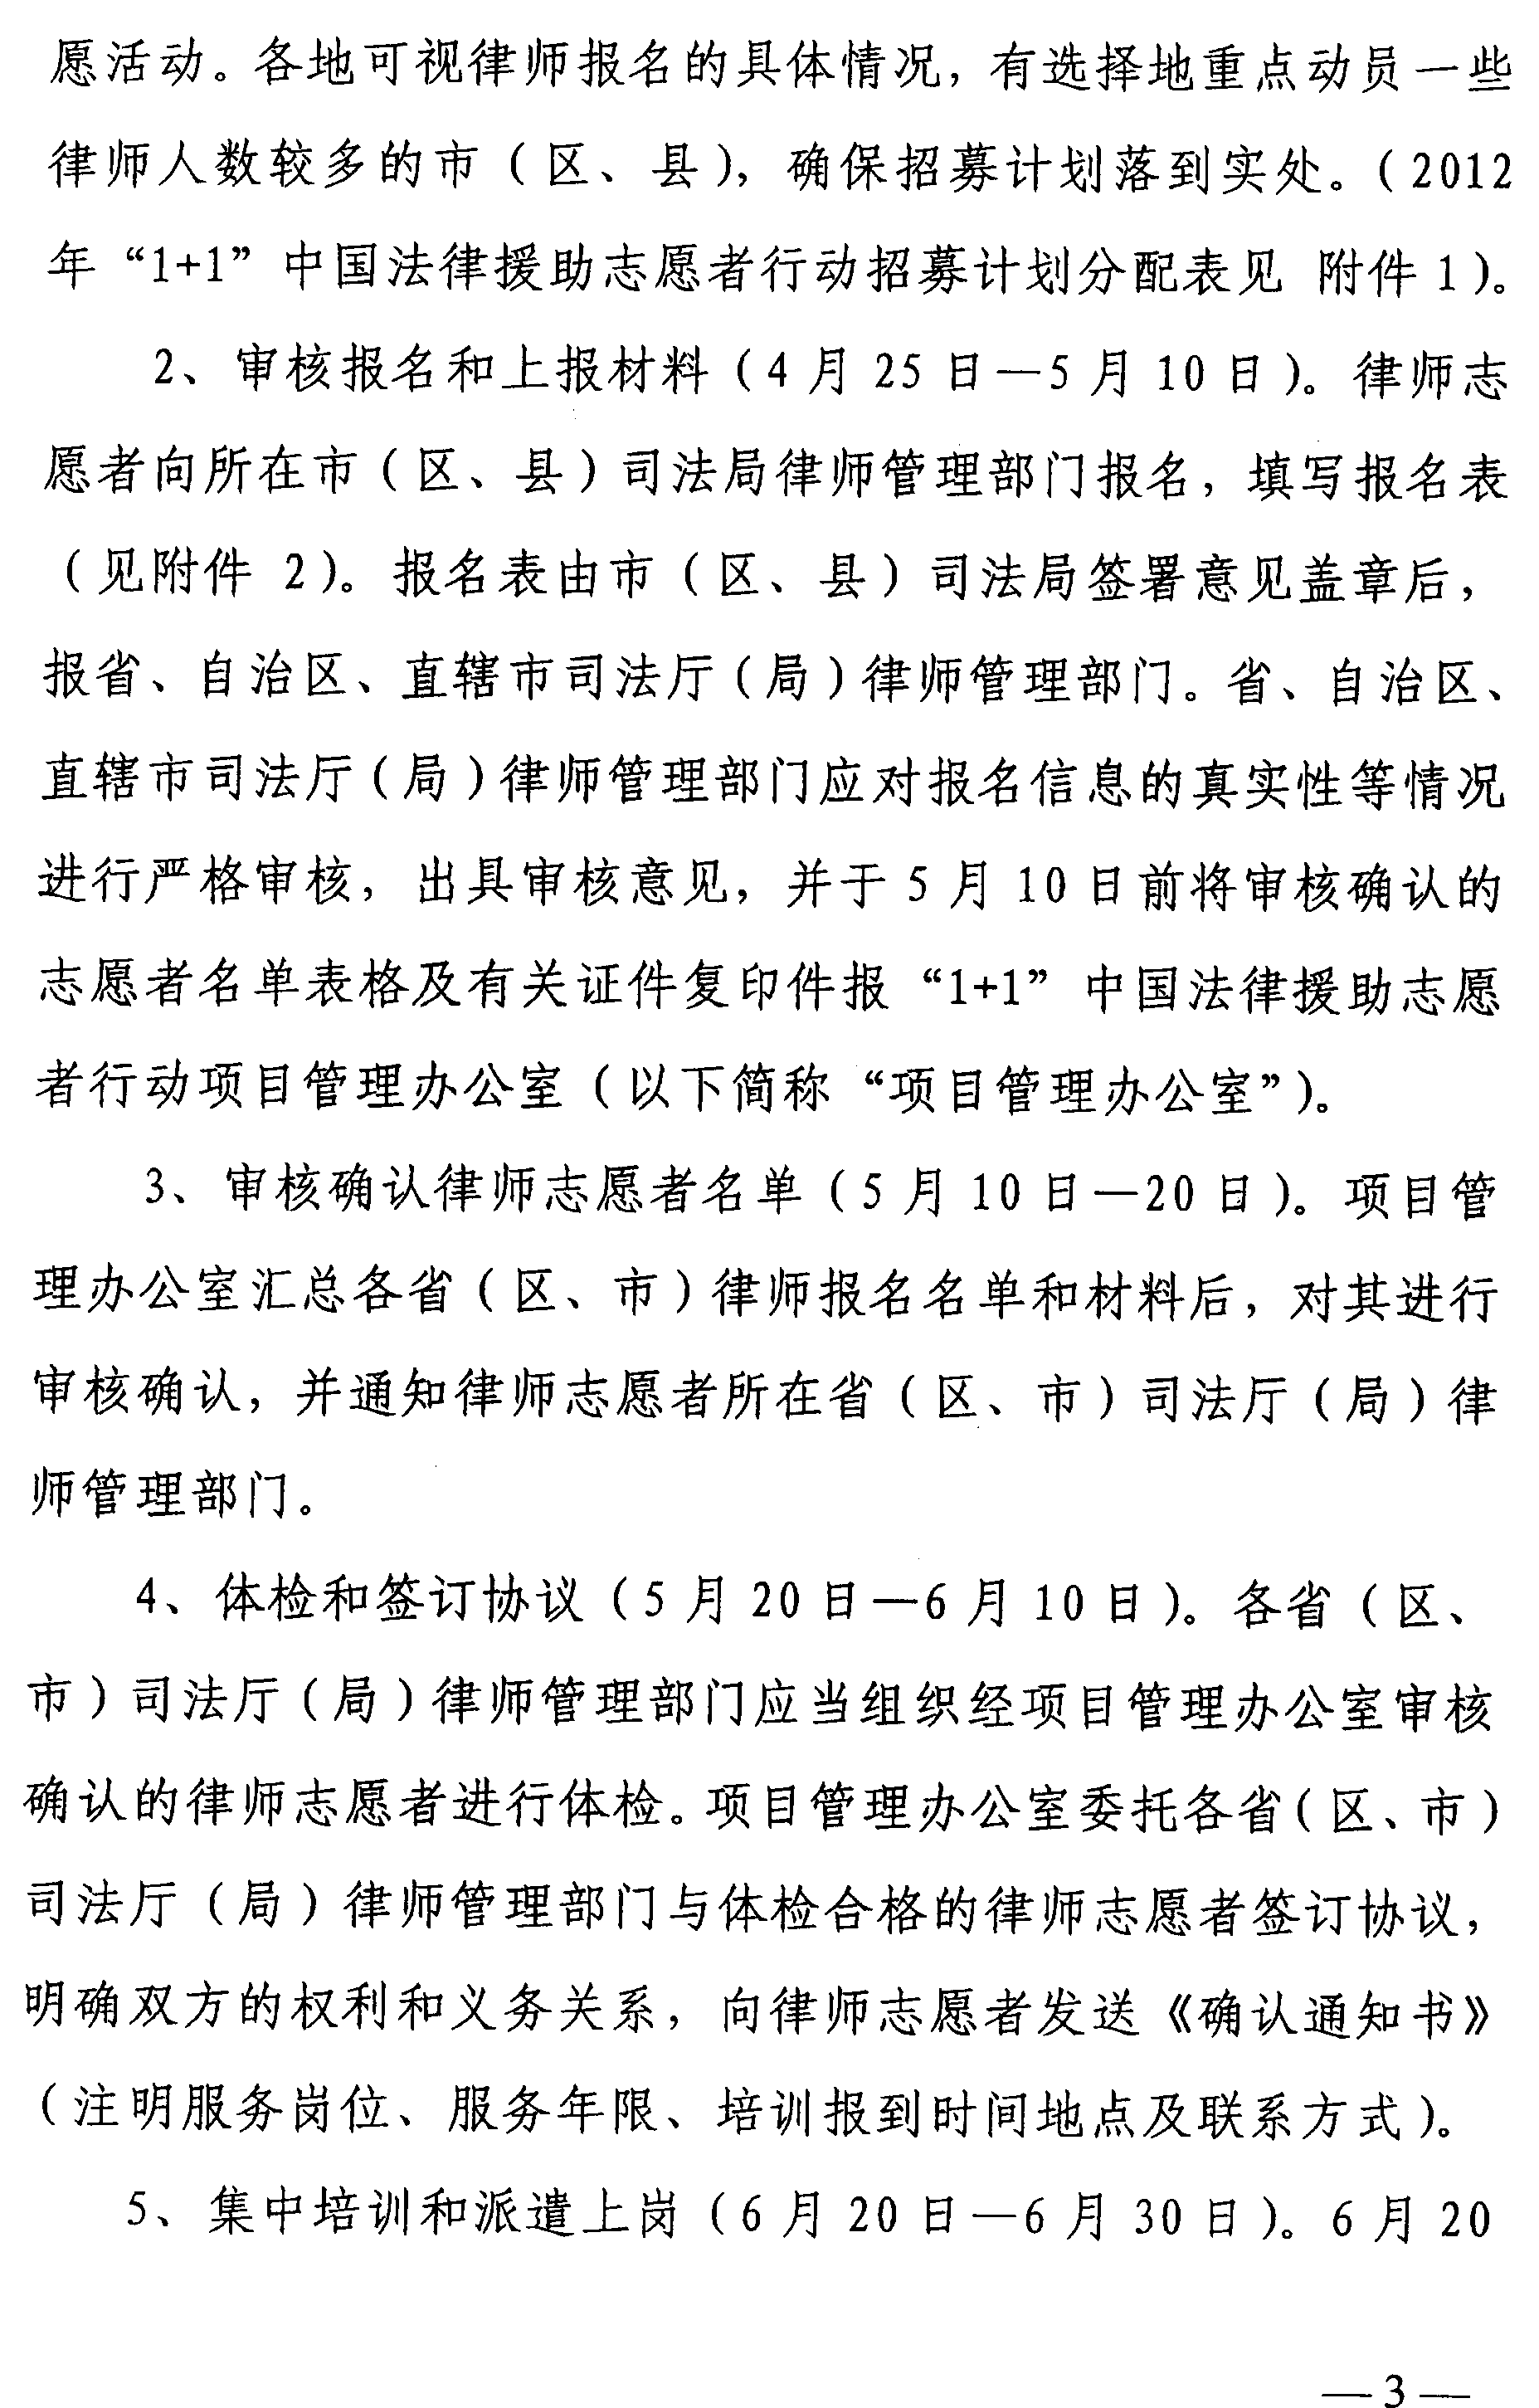 愿活动。各地可视律师报名的具体情况，有选择地重点动员一些
律师人数较多的市（区、县），确保招募计划落到实处。（2012
年“1+1”中国法律援助志愿者行动招募计划分配表见 附件 1）。
2、审核报名和上报材料（4 月 25 日—5 月 10 日）。律师志
愿者向所在市（区、县）司法局律师管理部门报名，填写报名表
（见附件 2）。报名表由市（区、县）司法局签署意见盖章后，
报省、自治区、直辖市司法厅（局）律师管理部门。省、自治区、
直辖市司法厅（局）律师管理部门应对报名信息的真实性等情况
进行严格审核，出具审核意见，并于 5 月 10 日前将审核确认的
志愿者名单表格及有关证件复印件报“1+1”中国法律援助志愿
者行动项目管理办公室（以下简称“项目管理办公室”）。
3、审核确认律师志愿者名单（5 月 10 日—20 日）。项目管
理办公室汇总各省（区、市）律师报名名单和材料后，对其进行
审核确认，并通知律师志愿者所在省（区、市）司法厅（局）律
师管理部门。
4、体检和签订协议（5 月 20 日—6 月 10 日）。各省（区、
市）司法厅（局）律师管理部门应当组织经项目管理办公室审核
确认的律师志愿者进行体检。项目管理办公室委托各省（区、市）
司法厅（局）律师管理部门与体检合格的律师志愿者签订协议，
明确双方的权利和义务关系，向律师志愿者发送《确认通知书》
（注明服务岗位、服务年限、培训报到时间地点及联系方式）。
5、集中培训和派遣上岗（6 月 20 日—6 月 30 日）。6 月 20
— 3 —